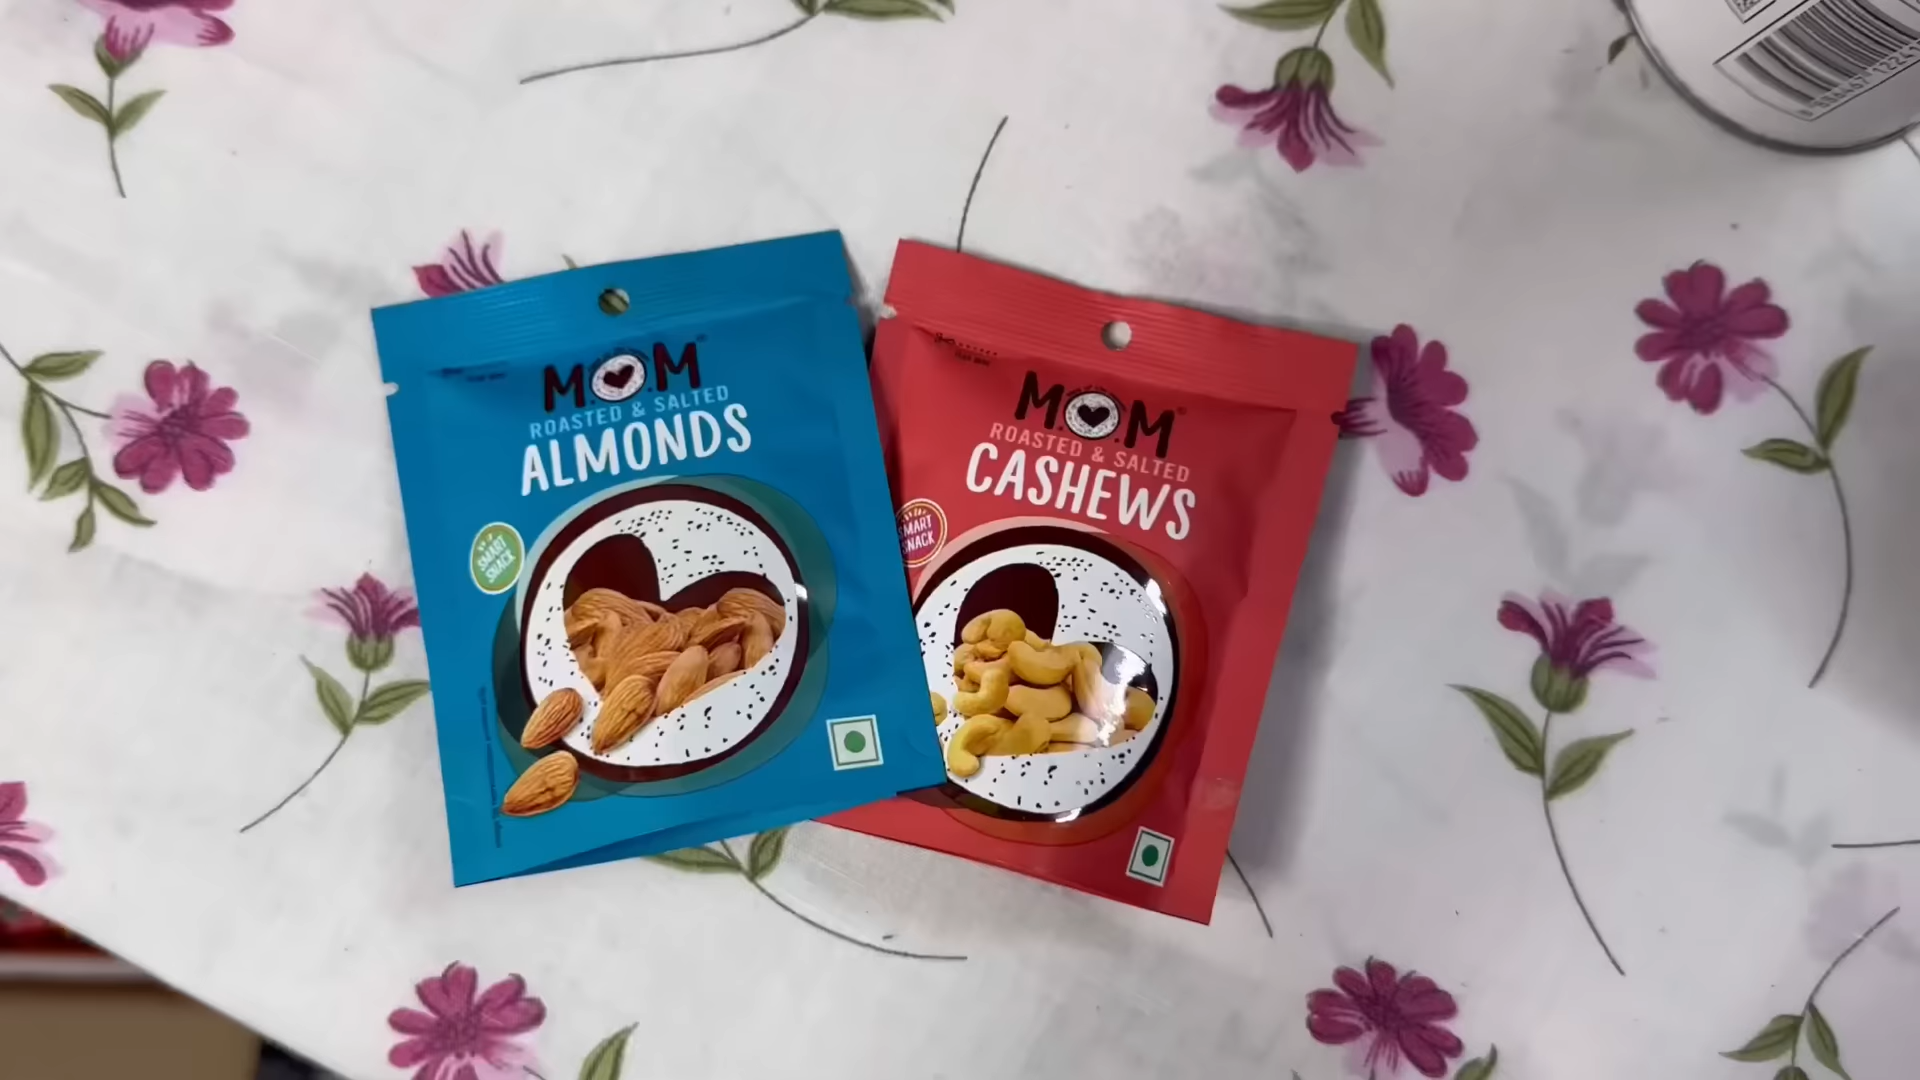 M.O.M
ROASTED & SALTED
ALMONDS
SMART
SNACK
M.O.M
ROASTED & SALTED
CASHEWS
SMART
SNACK